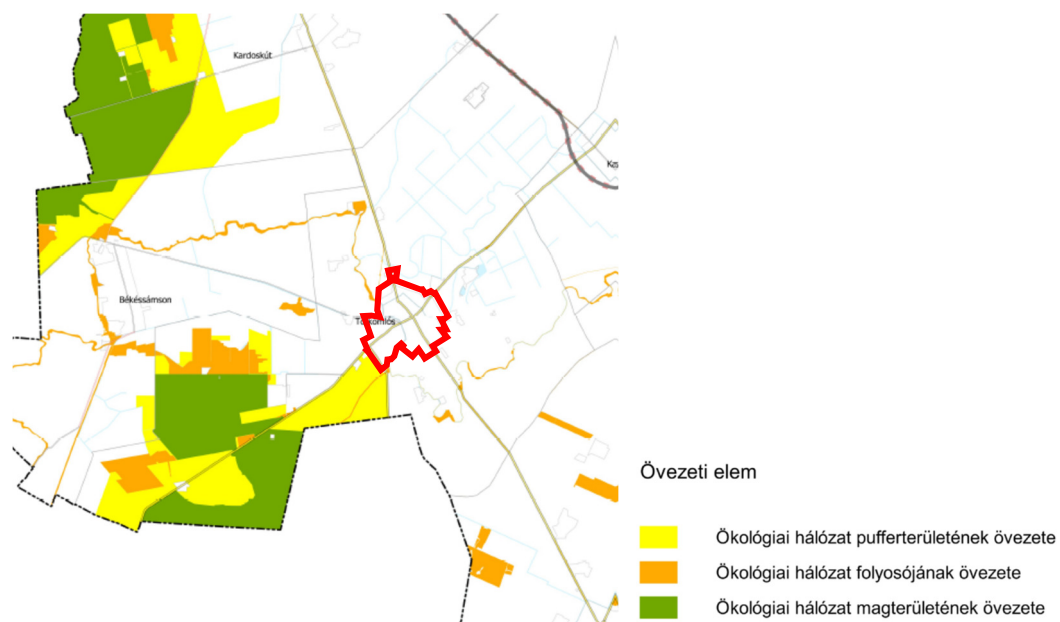 Kardoskút
Békéssámson
Övezeti elem
Ökológiai hálózat pufferterületének övezete
Ökológiai hálózat folyosójának övezete
Ökológiai hálózat magterületének övezete